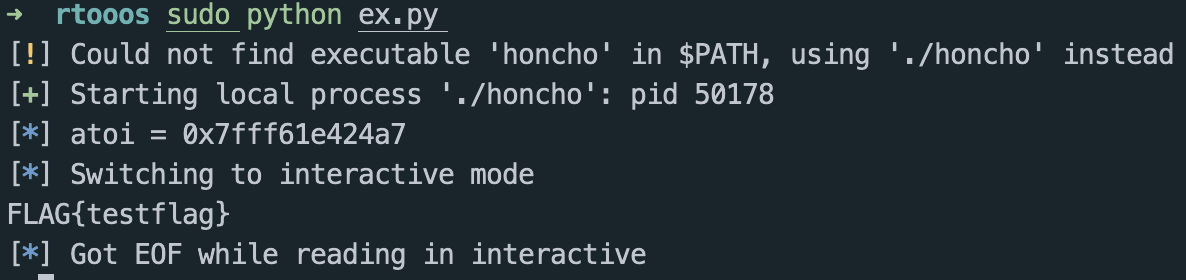 → rtooos sudo python ex.py
[!] Could not find executable 'honcho' in $PATH, using './honcho' instead
[+] Starting local process './honcho': pid 50178
[*] atoi = 0x7fff61e424a7
[*] Switching to interactive mode
FLAG{testflag}
[*] Got EOF while reading in interactive